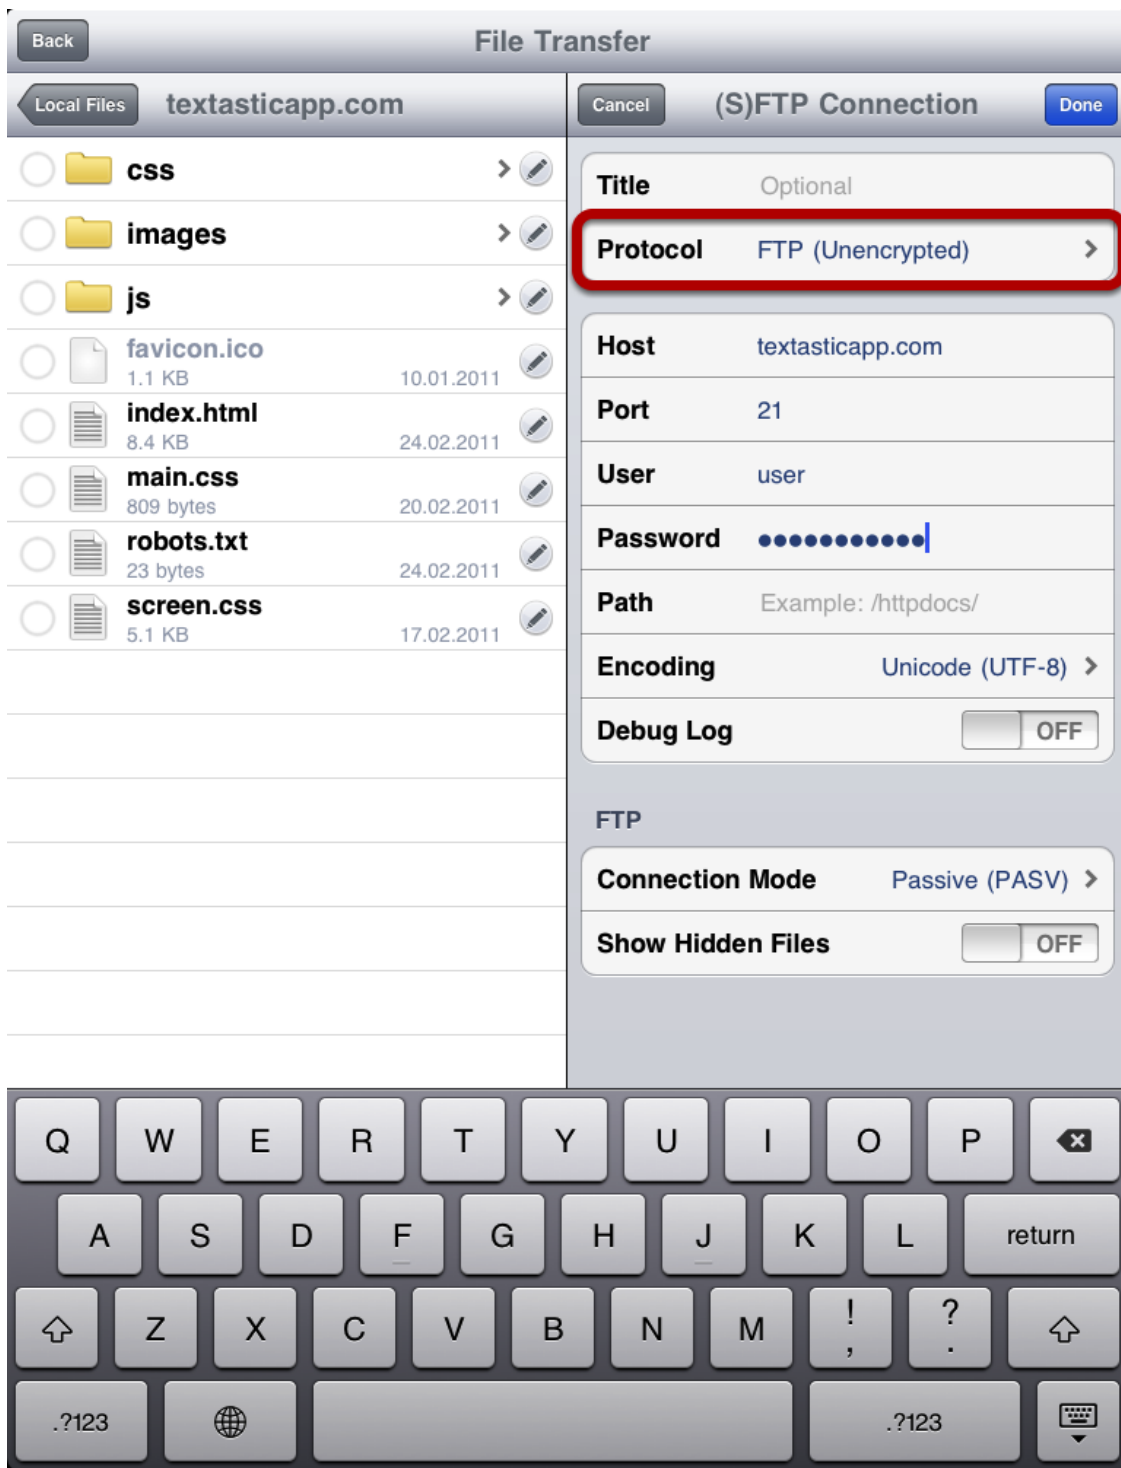 Back
File Transfer
Local Files
textasticapp.com
Cancel
(S)FTP Connection
Done
css
images
js
favicon.ico
1.1 KB
10.01.2011
index.html
8.4 KB
24.02.2011
main.css
809 bytes
20.02.2011
robots.txt
23 bytes
24.02.2011
screen.css
5.1 KB
17.02.2011
Title
Optional
Protocol
FTP (Unencrypted)
Host
textasticapp.com
Port
21
User
user
Password
●●●●●●●●●●●
Path
Example: /httpdocs/
Encoding
Unicode (UTF-8)
Debug Log
OFF
FTP
Connection Mode
Passive (PASV)
Show Hidden Files
OFF
Q W E R T Y U I O P
A S D F G H J K L return
Z X C V B N M ! , ? .
.?123 .?123